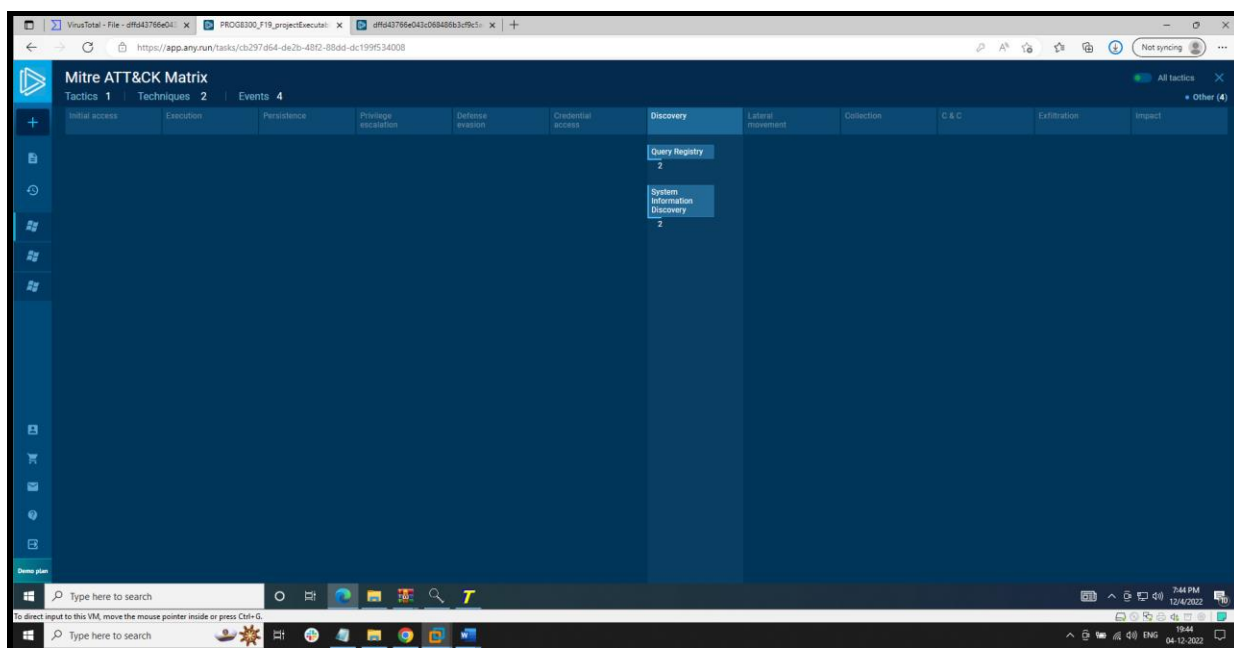 VirusTotal - File - dffd43766e04
PROG8300_F19_projectExecutab
dffd43766e043c068486b3cf9c5
https://app.any.run/tasks/cb297d64-de2b-48f2-88dd-dc199f534008
Not syncing
Mitre ATT&CK Matrix
All tactics
Tactics 1 Techniques 2 Events 4
Other (4)
Initial access
Execution
Persistence
Privilege
escalation
Defense
evasion
Credential
access
Discovery
Lateral
movement
Collection
C & C
Exfiltration
Impact
Query Registry
2
System
Information
Discovery
2
Demo plan
Type here to search
7:44 PM
12/4/2022
To direct input to this VM, move the mouse pointer inside or press Ctrl+G.
Type here to search
ENG
19:44
04-12-2022